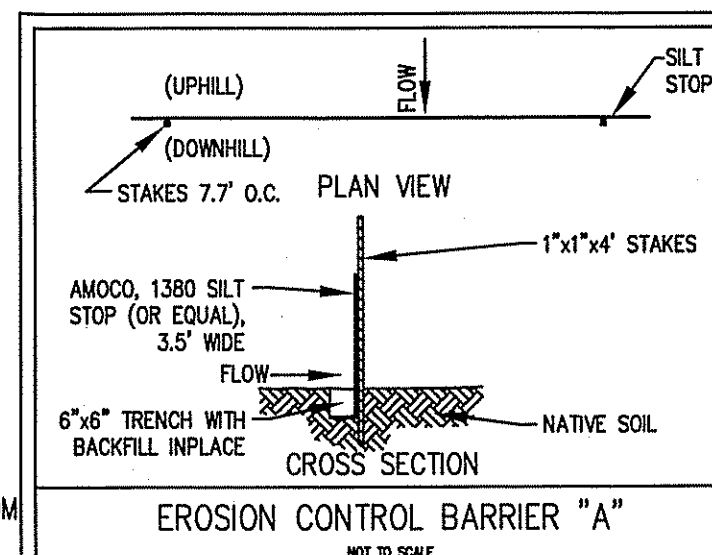 (UPHILL)
FLOW
SILT
STOP
(DOWNHILL)
STAKES 7.7' O.C.
PLAN VIEW
1"x1"x4' STAKES
AMOCO, 1380 SILT
STOP (OR EQUAL),
3.5' WIDE
FLOW
6"x6" TRENCH WITH
BACKFILL INPLACE
NATIVE SOIL
CROSS SECTION
M
EROSION CONTROL BARRIER "A"
NOT TO SCALE